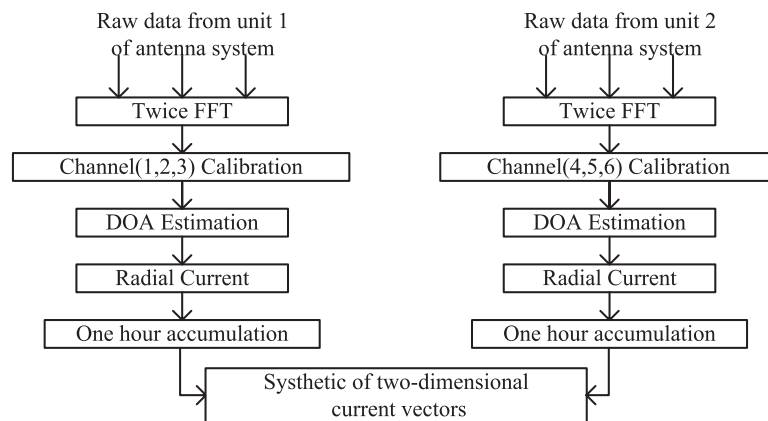 Raw data from unit 1
of antenna system
Twice FFT
Channel(1,2,3) Calibration
DOA Estimation
Radial Current
One hour accumulation
Raw data from unit 2
of antenna system
Twice FFT
Channel(4,5,6) Calibration
DOA Estimation
Radial Current
One hour accumulation
Systhetic of two-dimensional
current vectors